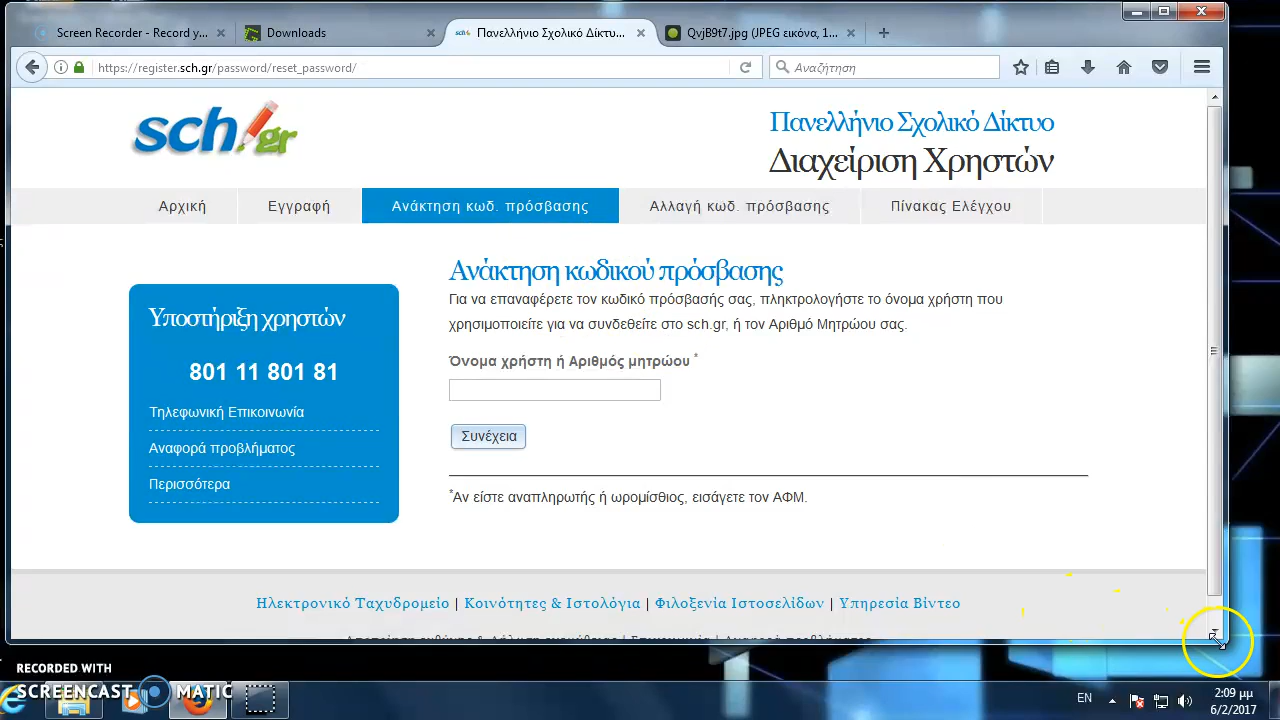 Screen Recorder - Record y...
Downloads
Πανελλήνιο Σχολικό Δίκτυ...
QvjB9t7.jpg (JPEG εικόνα, 1...
https://register.sch.gr/password/reset_password/
Αναζήτηση
sch.gr
Πανελλήνιο Σχολικό Δίκτυο
Διαχείριση Χρηστών
Αρχική
Εγγραφή
Ανάκτηση κωδ. πρόσβασης
Αλλαγή κωδ. πρόσβασης
Πίνακας Ελέγχου
Υποστήριξη χρηστών
801 11 801 81
Τηλεφωνική Επικοινωνία
Αναφορά προβλήματος
Περισσότερα
Ανάκτηση κωδικού πρόσβασης
Για να επαναφέρετε τον κωδικό πρόσβασής σας, πληκτρολογήστε το όνομα χρήστη που
χρησιμοποιείτε για να συνδεθείτε στο sch.gr, ή τον Αριθμό Μητρώου σας.
Όνομα χρήστη ή Αριθμός μητρώου *
Συνέχεια
*Αν είστε αναπληρωτής ή ωρομίσθιος, εισάγετε τον ΑΦΜ.
Ηλεκτρονικό Ταχυδρομείο | Κοινότητες & Ιστολόγια | Φιλοξενία Ιστοσελίδων | Υπηρεσία Βίντεο
RECORDED WITH
SCREENCAST MATIC
EN
2:09 μμ
6/2/2017